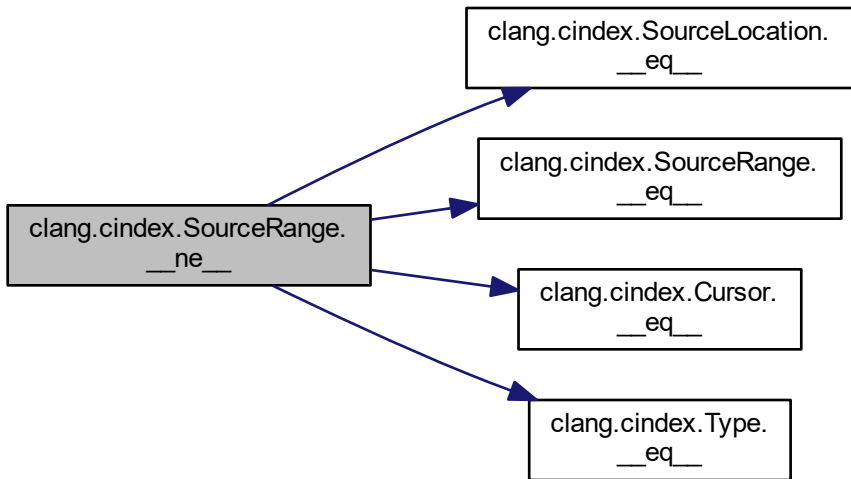 clang.cindex.SourceLocation.
__eq__
clang.cindex.SourceRange.
__eq__
clang.cindex.SourceRange.
__ne__
clang.cindex.Cursor.
__eq__
clang.cindex.Type.
__eq__